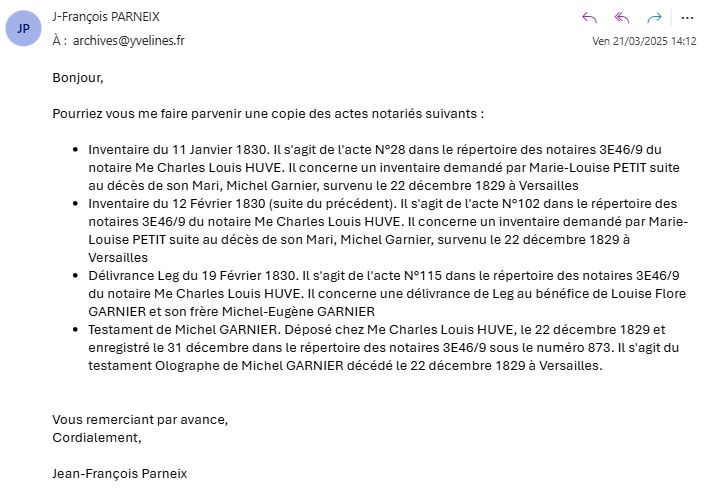 JP
J-François PARNEIX
À : archives@yvelines.fr
Ven 21/03/2025 14:12
Bonjour,
Pourriez vous me faire parvenir une copie des actes notariés suivants :
• Inventaire du 11 Janvier 1830. Il s'agit de l'acte N°28 dans le répertoire des notaires 3E46/9 du
notaire Me Charles Louis HUVE. Il concerne un inventaire demandé par Marie-Louise PETIT suite
au décès de son Mari, Michel Garnier, survenu le 22 décembre 1829 à Versailles
• Inventaire du 12 Février 1830 (suite du précédent). Il s'agit de l'acte N°102 dans le répertoire des
notaires 3E46/9 du notaire Me Charles Louis HUVE. Il concerne un inventaire demandé par Marie-
Louise PETIT suite au décès de son Mari, Michel Garnier, survenu le 22 décembre 1829 à
Versailles
• Délivrance Leg du 19 Février 1830. Il s'agit de l'acte N°115 dans le répertoire des notaires 3E46/9
du notaire Me Charles Louis HUVE. Il concerne une délivrance de Leg au bénéfice de Louise Flore
GARNIER et son frère Michel-Eugène GARNIER
• Testament de Michel GARNIER. Déposé chez Me Charles Louis HUVE, le 22 décembre 1829 et
enregistré le 31 décembre dans le répertoire des notaires 3E46/9 sous le numéro 873. Il s'agit du
testament Olographe de Michel GARNIER décédé le 22 décembre 1829 à Versailles.
Vous remerciant par avance,
Cordialement,
Jean-François Parneix